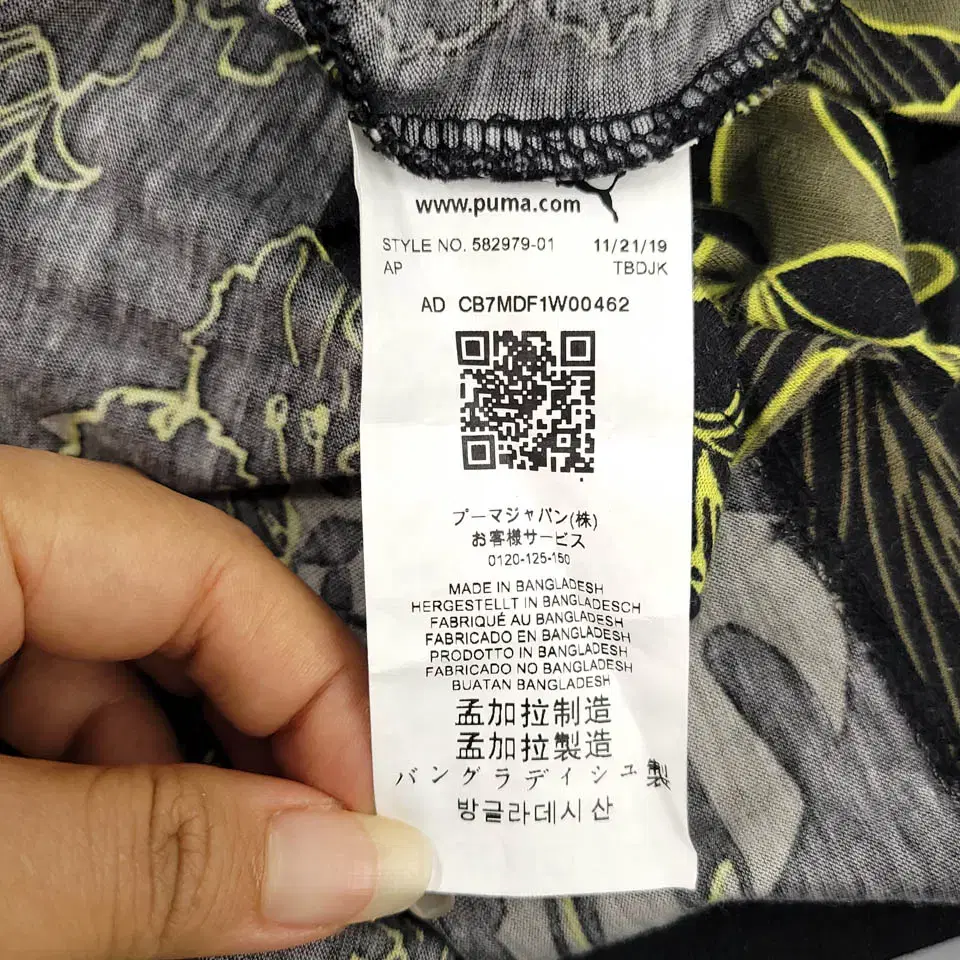 www.puma.com
STYLE NO. 582979-01 11/21/19
AP TBDJK
AD CB7MDF1W00462
プーマジャパン(株)
お客様サービス
0120-125-150
MADE IN BANGLADESH
HERGESTELLT IN BANGLADESCH
FABRIQUÉ AU BANGLADESH
FABRICADO EN BANGLADESH
PRODOTTO IN BANGLADESH
FABRICADO NO BANGLADESH
BUATAN BANGLADESH
孟加拉制造
孟加拉製造
バングラデイシュ製
방글라데시 산